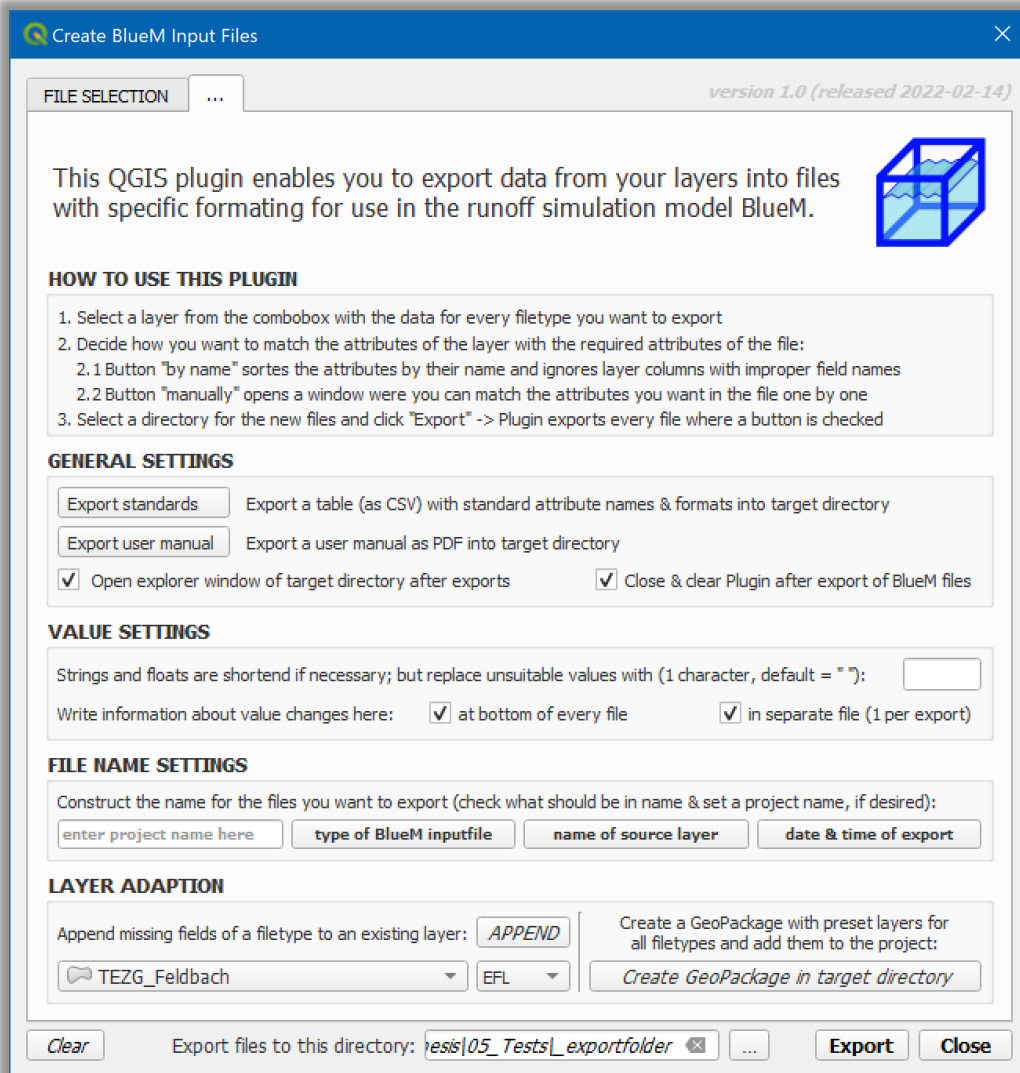 Create BlueM Input Files
FILE SELECTION
...
version 1.0 (released 2022-02-14)
This QGIS plugin enables you to export data from your layers into files
with specific formating for use in the runoff simulation model BlueM.
HOW TO USE THIS PLUGIN
1. Select a layer from the combobox with the data for every filetype you want to export
2. Decide how you want to match the attributes of the layer with the required attributes of the file:
2.1 Button "by name" sortes the attributes by their name and ignores layer columns with improper field names
2.2 Button "manually" opens a window were you can match the attributes you want in the file one by one
3. Select a directory for the new files and click "Export" -> Plugin exports every file where a button is checked
GENERAL SETTINGS
Export standards Export a table (as CSV) with standard attribute names & formats into target directory
Export user manual Export a user manual as PDF into target directory
Open explorer window of target directory after exports Close & clear Plugin after export of BlueM files
VALUE SETTINGS
Strings and floats are shortend if necessary; but replace unsuitable values with (1 character, default = " "):
Write information about value changes here: at bottom of every file in separate file (1 per export)
FILE NAME SETTINGS
Construct the name for the files you want to export (check what should be in name & set a project name, if desired):
enter project name here type of BlueM inputfile name of source layer date & time of export
LAYER ADAPTION
Append missing fields of a filetype to an existing layer: APPEND
TEZG_Feldbach EFL
Create a GeoPackage with preset layers for
all filetypes and add them to the project:
Create GeoPackage in target directory
Clear Export files to this directory: esis|05_Tests|_exportfolder ... Export Close